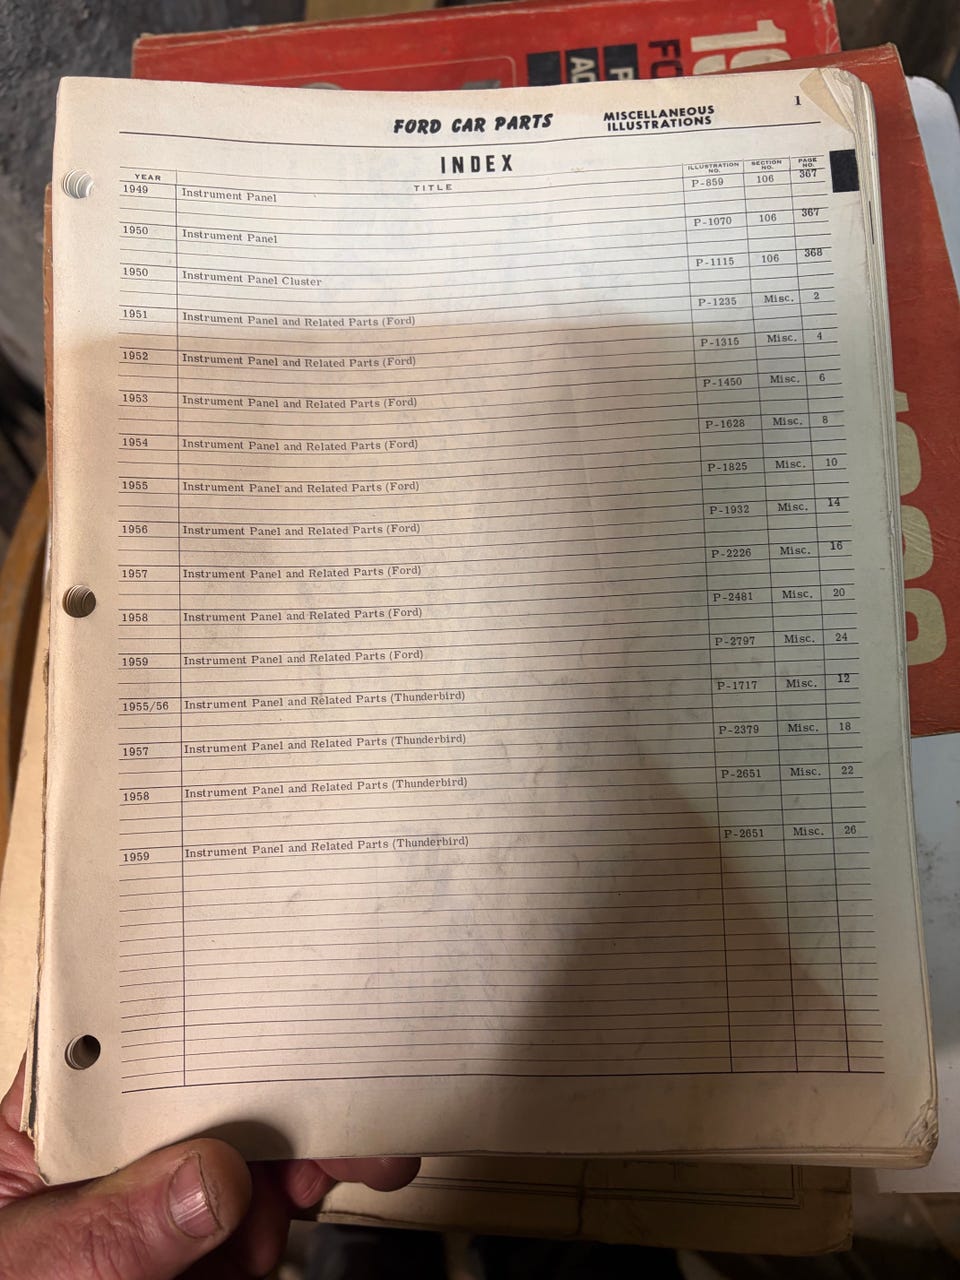 FORD CAR PARTS MISCELLANEOUS ILLUSTRATIONS 1
INDEX
YEAR TITLE ILLUSTRATION NO. SECTION NO. PAGE NO.
1949 Instrument Panel P-859 106 367
1950 Instrument Panel P-1070 106 367
1950 Instrument Panel Cluster P-1115 106 368
1951 Instrument Panel and Related Parts (Ford) P-1235 Misc. 2
1952 Instrument Panel and Related Parts (Ford) P-1315 Misc. 4
1953 Instrument Panel and Related Parts (Ford) P-1450 Misc. 6
1954 Instrument Panel and Related Parts (Ford) P-1628 Misc. 8
1955 Instrument Panel and Related Parts (Ford) P-1825 Misc. 10
1956 Instrument Panel and Related Parts (Ford) P-1932 Misc. 14
1957 Instrument Panel and Related Parts (Ford) P-2226 Misc. 16
1958 Instrument Panel and Related Parts (Ford) P-2481 Misc. 20
1959 Instrument Panel and Related Parts (Ford) P-2797 Misc. 24
1955/56 Instrument Panel and Related Parts (Thunderbird) P-1717 Misc. 12
1957 Instrument Panel and Related Parts (Thunderbird) P-2379 Misc. 18
1958 Instrument Panel and Related Parts (Thunderbird) P-2651 Misc. 22
1959 Instrument Panel and Related Parts (Thunderbird) P-2651 Misc. 26